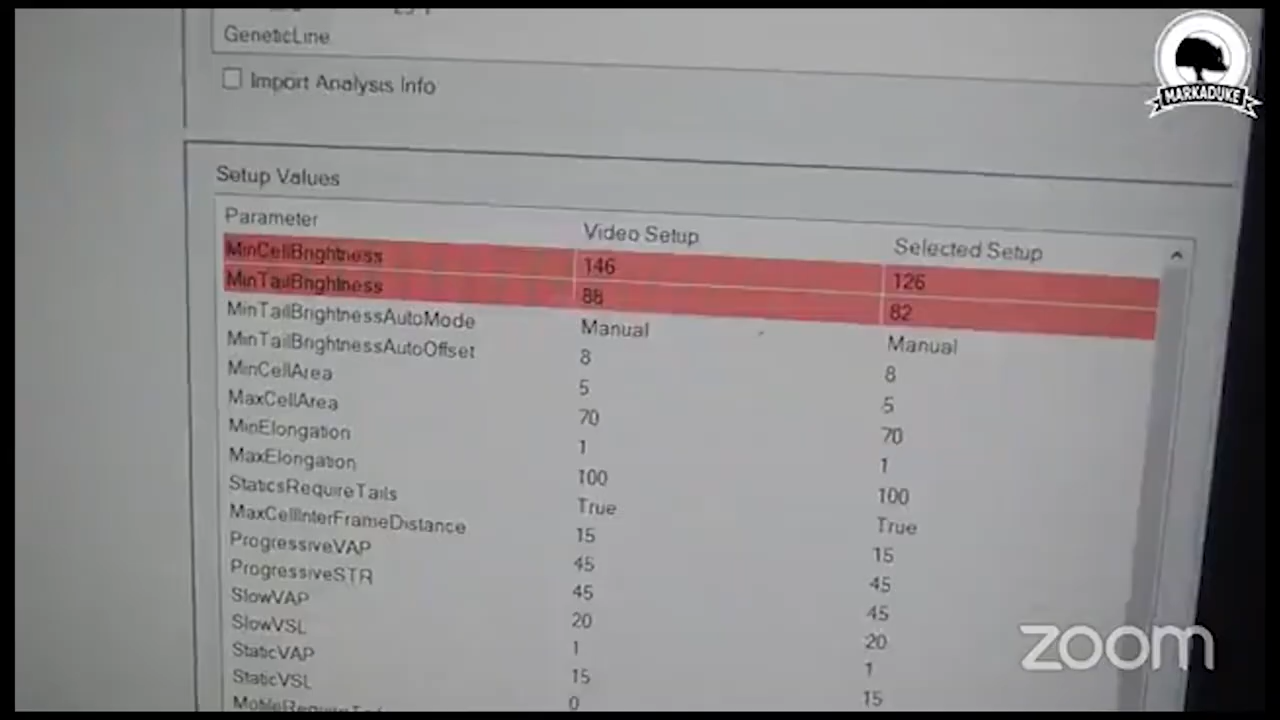 GeneticLine
Import Analysis Info
Setup Values
Parameter Video Setup Selected Setup
MinCellBrightness 146 126
MinTailBrightness 88 82
MinTailBrightnessAutoMode Manual Manual
MinTailBrightnessAutoOffset 8 8
MinCellArea 5 5
MaxCellArea 70 70
MinElongation 1 1
MaxElongation 100 100
StaticsRequireTails True True
MaxCellInterFrameDistance 15 15
ProgressiveVAP 45 45
ProgressiveSTR 45 45
SlowVAP 20 20
SlowVSL 1 1
StaticVAP 15 15
StaticVSL 0
MARKADUKE
zoom